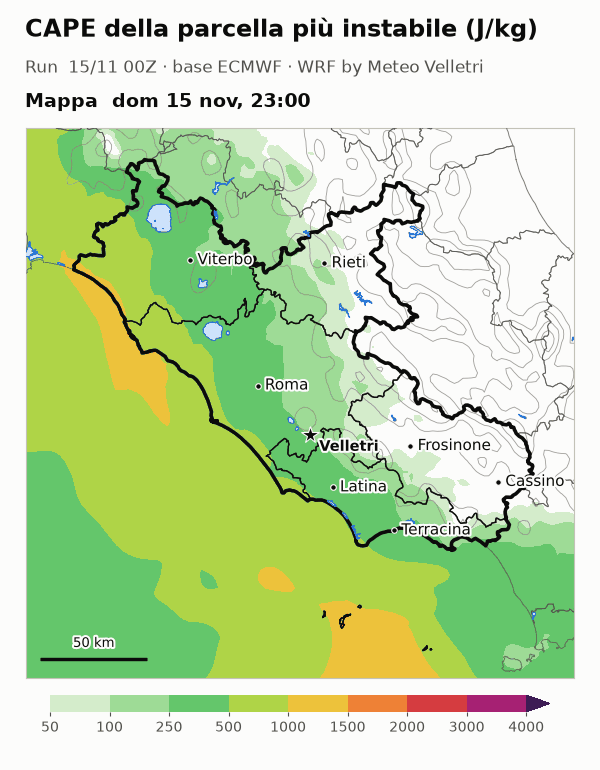 CAPE della parcella più instabile (J/kg)
Run  15/11 00Z · base ECMWF · WRF by Meteo Velletri
Mappa  dom 15 nov, 23:00
Viterbo
Rieti
Roma
Velletri
Frosinone
Cassino
Latina
Terracina
50 km
50 100 250 500 1000 1500 2000 3000 4000